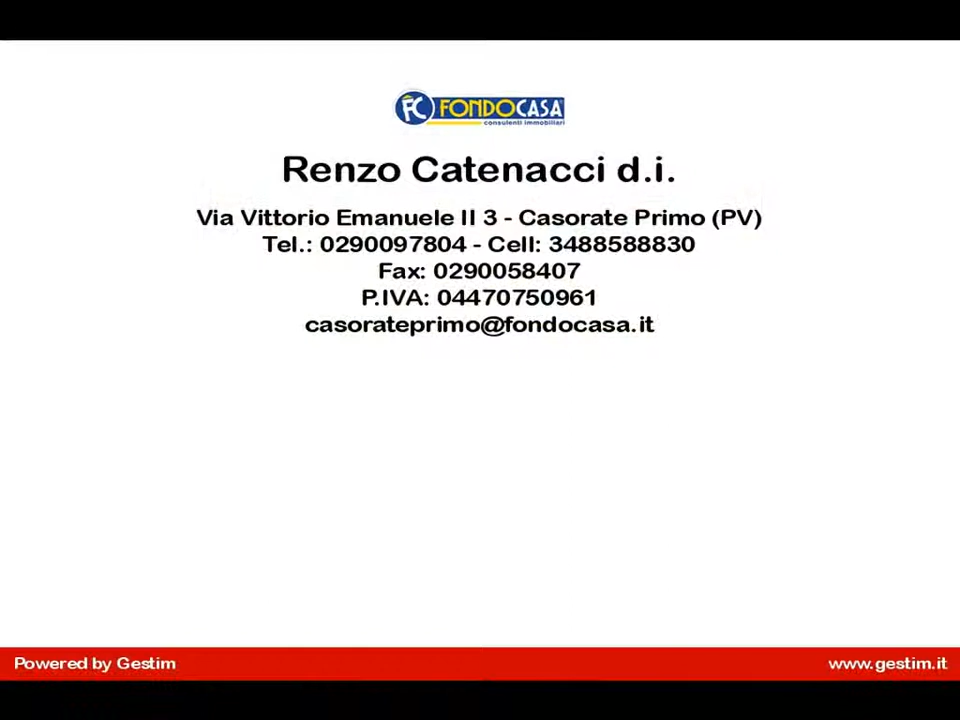 FC FONDOCASA
consulenti immobiliari
Renzo Catenacci d.i.
Via Vittorio Emanuele II 3 - Casorate Primo (PV)
Tel.: 0290097804 - Cell: 3488588830
Fax: 0290058407
P.IVA: 04470750961
casorateprimo@fondocasa.it
Powered by Gestim
www.gestim.it